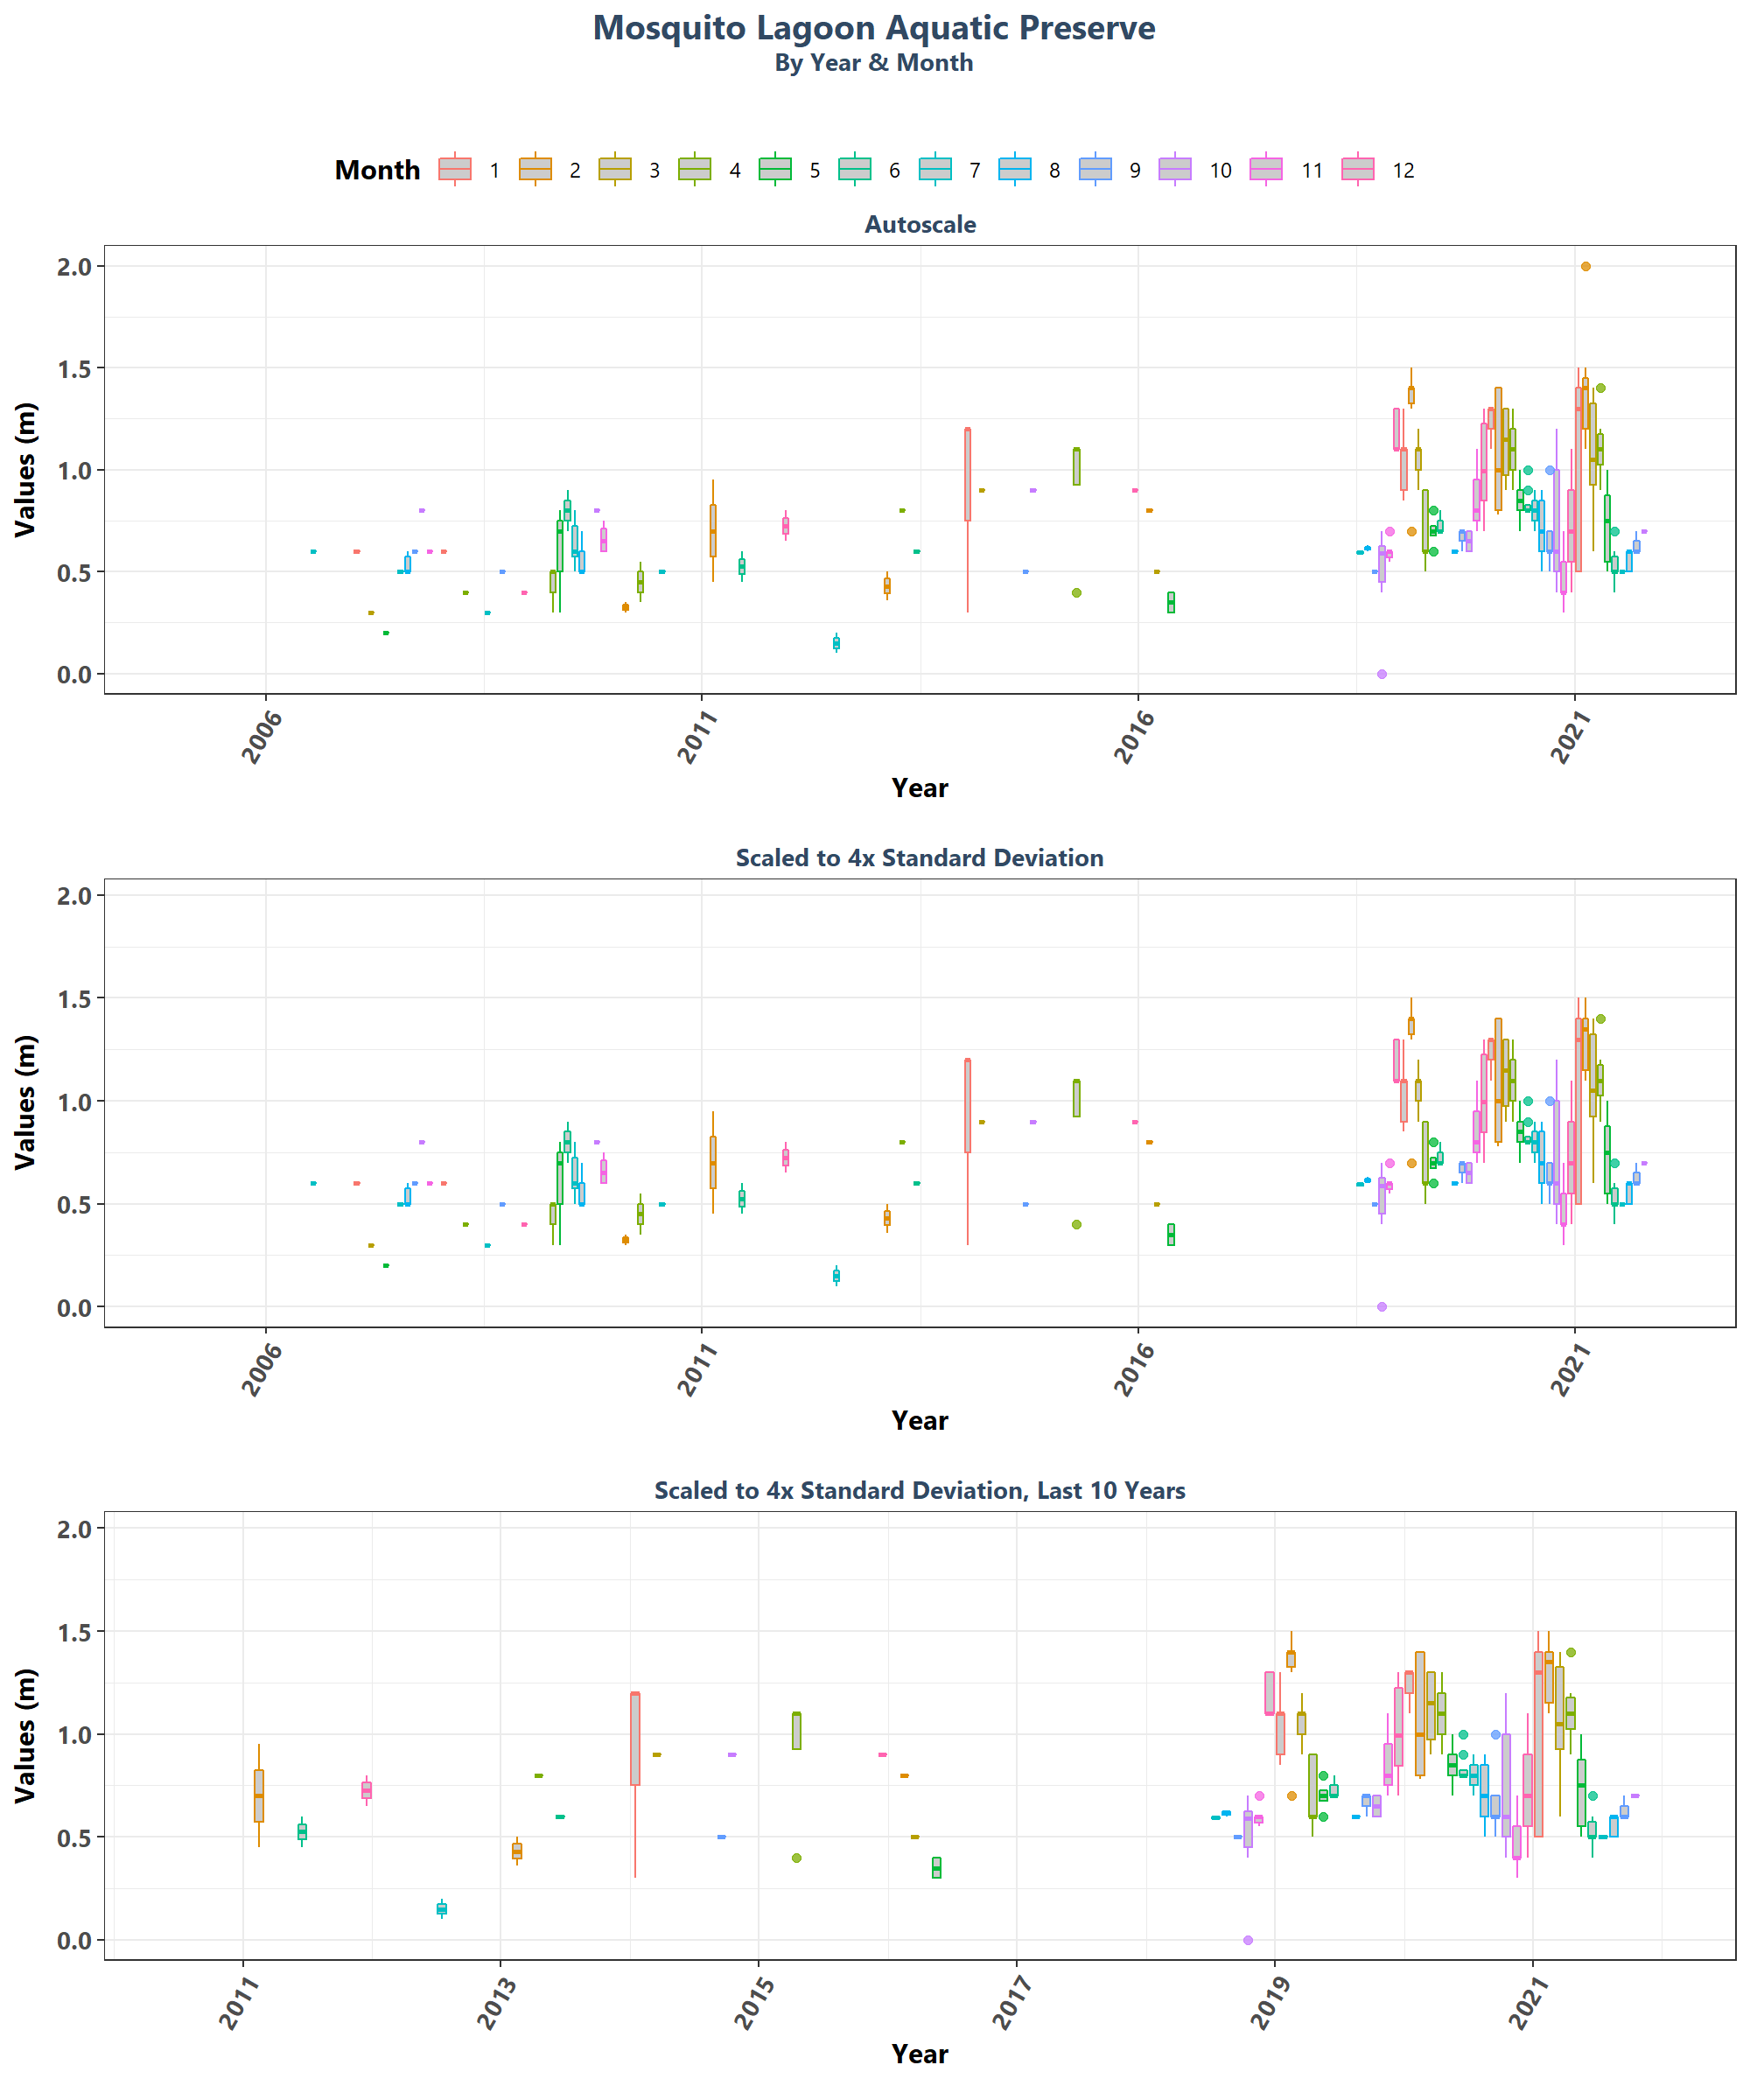 Mosquito Lagoon Aquatic Preserve
By Year & Month
Month 1 2 3 4 5 6 7 8 9 10 11 12
Autoscale
Values (m)
2.0
1.5
1.0
0.5
0.0
2006 2011 2016 2021
Year
Scaled to 4x Standard Deviation
Values (m)
2.0
1.5
1.0
0.5
0.0
2006 2011 2016 2021
Year
Scaled to 4x Standard Deviation, Last 10 Years
Values (m)
2.0
1.5
1.0
0.5
0.0
2011 2013 2015 2017 2019 2021
Year